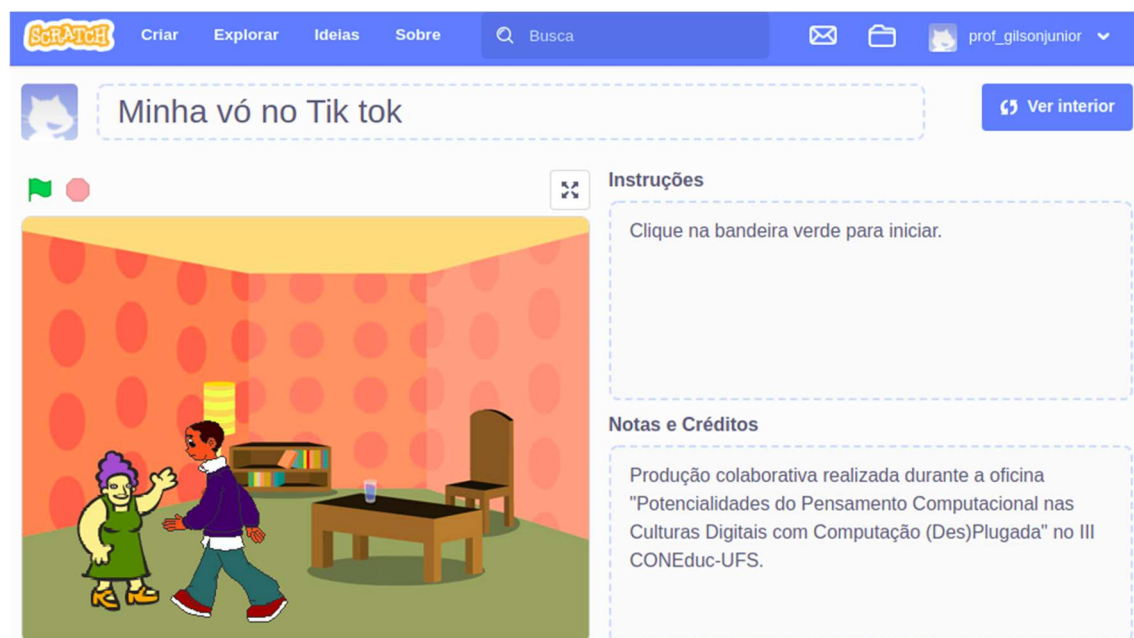 SCRATCH Criar Explorar Ideias Sobre Busca prof_gilsonjunior
Minha vó no Tik tok
Ver interior
Instruções
Clique na bandeira verde para iniciar.
Notas e Créditos
Produção colaborativa realizada durante a oficina
"Potencialidades do Pensamento Computacional nas
Culturas Digitais com Computação (Des)Plugada" no III
CONEduc-UFS.